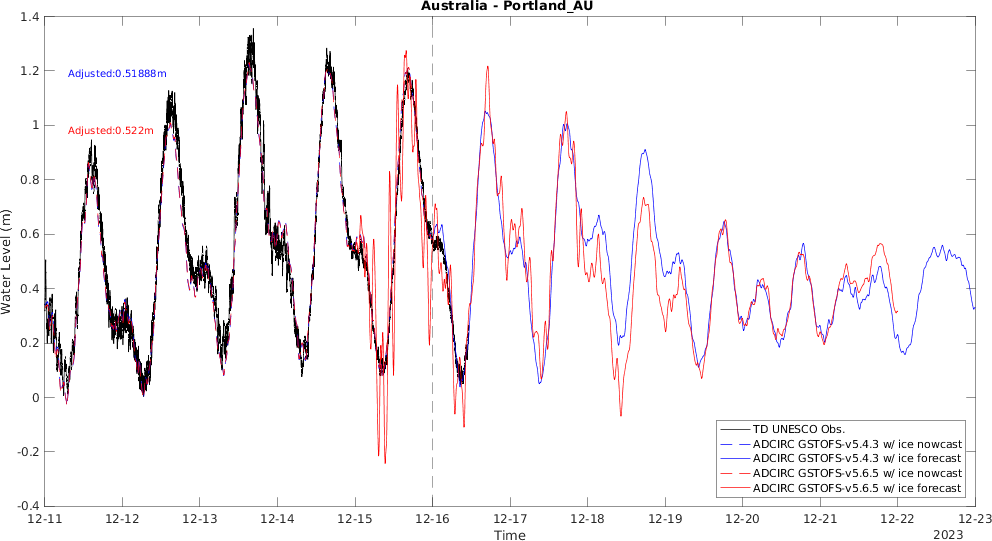 Australia - Portland_AU
1.4
1.2
1
0.8
0.6
0.4
0.2
0
-0.2
-0.4
Water Level (m)
Adjusted:0.51888m
Adjusted:0.522m
TD UNESCO Obs.
ADCIRC GSTOFS-v5.4.3 w/ ice nowcast
ADCIRC GSTOFS-v5.4.3 w/ ice forecast
ADCIRC GSTOFS-v5.6.5 w/ ice nowcast
ADCIRC GSTOFS-v5.6.5 w/ ice forecast
12-11 12-12 12-13 12-14 12-15 12-16 12-17 12-18 12-19 12-20 12-21 12-22 12-23
Time
2023